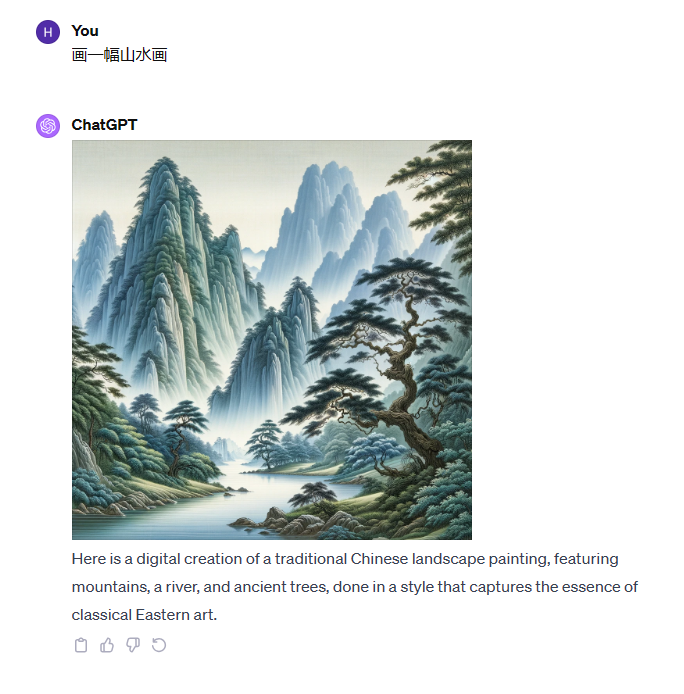 H
You
画一幅山水画
ChatGPT
Here is a digital creation of a traditional Chinese landscape painting, featuring
mountains, a river, and ancient trees, done in a style that captures the essence of
classical Eastern art.